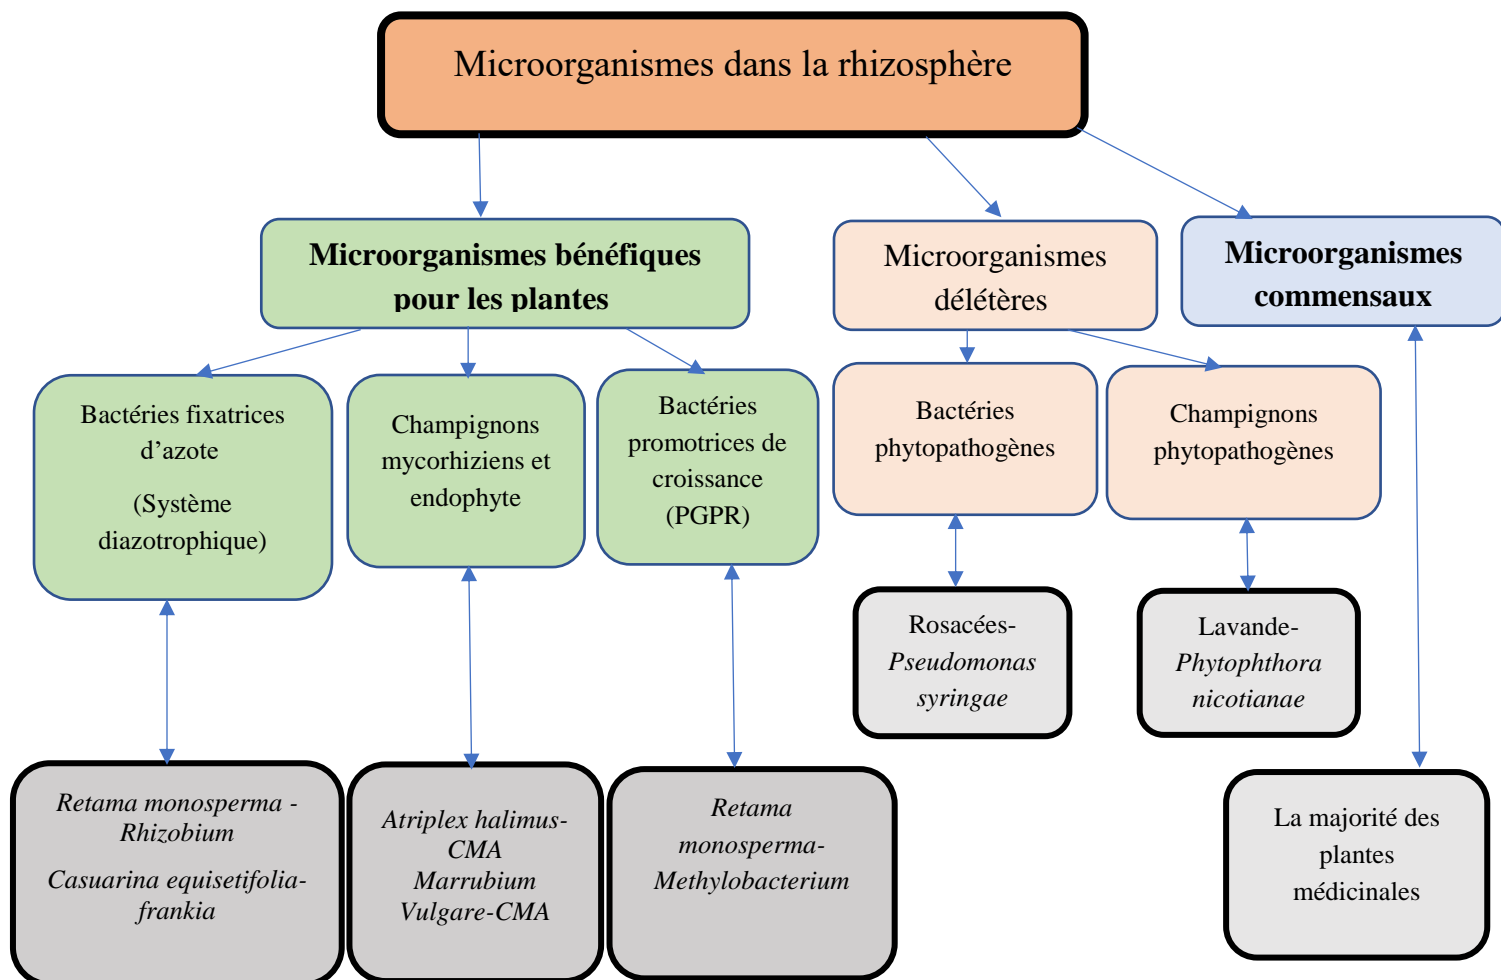 Microorganismes dans la rhizosphère
Microorganismes bénéfiques
pour les plantes
Microorganismes
délétères
Microorganismes
commensaux
Bactéries fixatrices
d’azote
(Système
diazotrophique)
Champignons
mycorhiziens et
endophyte
Bactéries
promotrices de
croissance
(PGPR)
Bactéries
phytopathogènes
Champignons
phytopathogènes
Rosacées-
Pseudomonas
syringae
Lavande-
Phytophthora
nicotianae
Retama monosperma -
Rhizobium
Casuarina equisetifolia-
frankia
Atriplex halimus-
CMA
Marrubium
Vulgare-CMA
Retama
monosperma-
Methylobacterium
La majorité des
plantes
médicinales